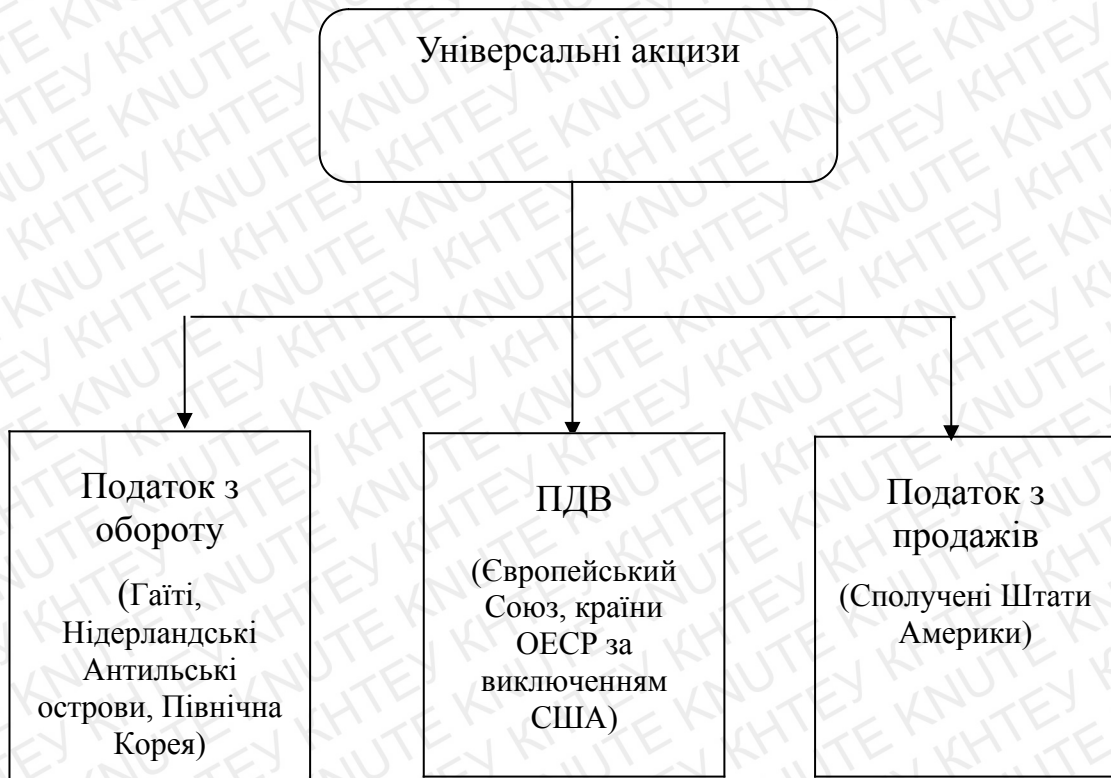 Універсальні акцизи
Податок з
обороту
(Гаїті,
Нідерландські
Антильські
острови, Північна
Корея)
ПДВ
(Європейський
Союз, країни
ОЕСР за
виключенням
США)
Податок з
продажів
(Сполучені Штати
Америки)